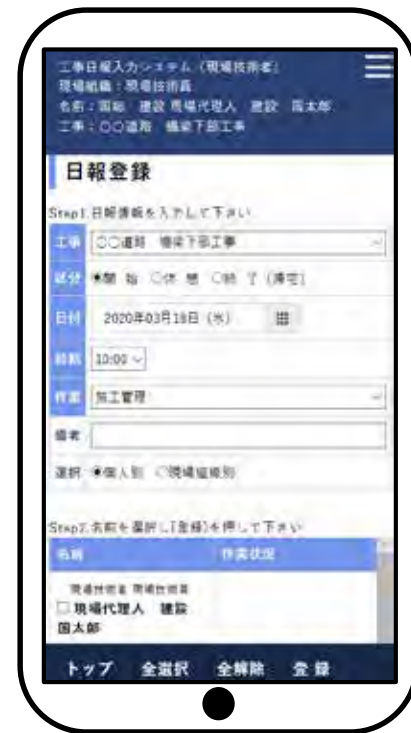 工事日報入力システム（現場技術者）
現場組織：現場技術員
名前：国総 建設 現場代理人 建設 国太郎
工事：〇〇道路 橋梁下部工事
日報登録
Step1.日報情報を入力して下さい
工事 〇〇道路 橋梁下部工事
区分 ◉開 始 〇休 憩 〇終 了（帰宅）
日付 2020年03月18日（水）
時刻 10:00
作業 施工管理
備考
選択 ◉個人別 〇現場組織別
Step2.名前を選択し[登録]を押して下さい
名前 作業状況
現場技術者 現場技術員
□ 現場代理人 建設
国太郎
トップ 全選択 全解除 登録